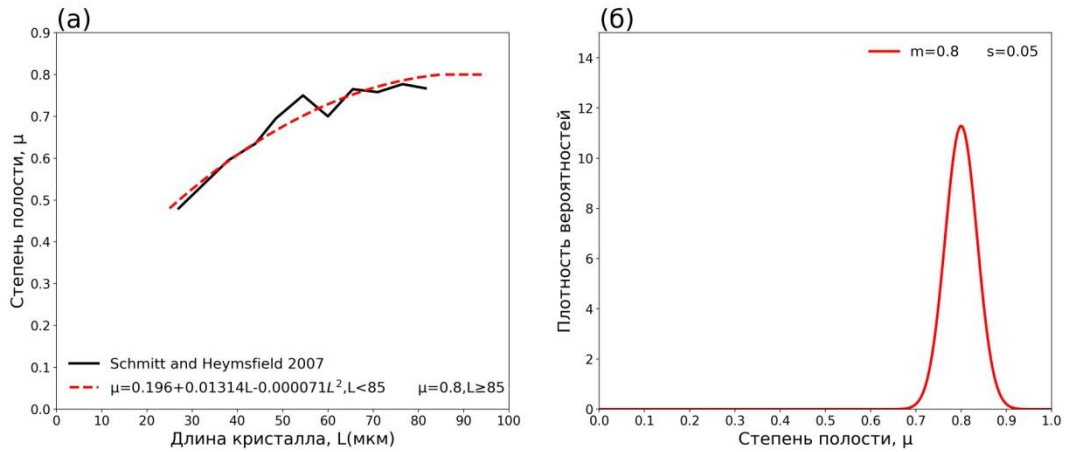 (а)
0.9
0.8
0.7
0.6
0.5
0.4
0.3
0.2
0.1
0.0
Степень полости, μ
Schmitt and Heymsfield 2007
μ=0.196+0.01314L-0.000071L²,L<85 μ=0.8,L≥85
0 10 20 30 40 50 60 70 80 90 100
Длина кристалла, L(мкм)
(б)
14
12
10
8
6
4
2
0
Плотность вероятностей
m=0.8 s=0.05
0.0 0.1 0.2 0.3 0.4 0.5 0.6 0.7 0.8 0.9 1.0
Степень полости, μ